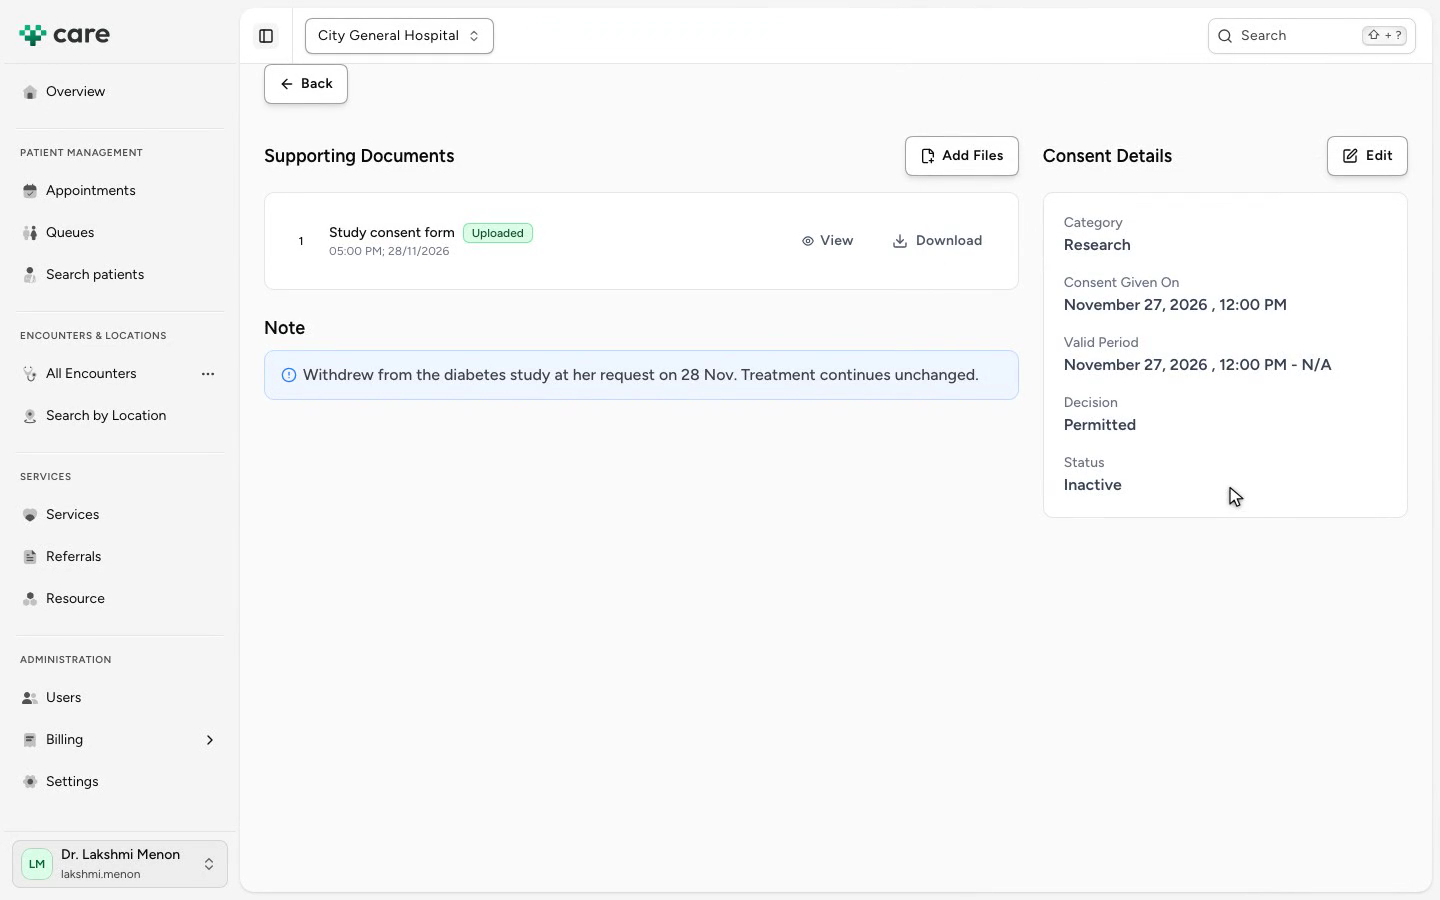 care
City General Hospital
Search
+ ?
Overview
Back
PATIENT MANAGEMENT
Appointments
Queues
Search patients
ENCOUNTERS & LOCATIONS
All Encounters
Search by Location
SERVICES
Services
Referrals
Resource
ADMINISTRATION
Users
Billing
Settings
LM
Dr. Lakshmi Menon
lakshmi.menon
Supporting Documents
Add Files
1
Study consent form
Uploaded
05:00 PM; 28/11/2026
View
Download
Note
Withdrew from the diabetes study at her request on 28 Nov. Treatment continues unchanged.
Consent Details
Edit
Category
Research
Consent Given On
November 27, 2026 , 12:00 PM
Valid Period
November 27, 2026 , 12:00 PM - N/A
Decision
Permitted
Status
Inactive